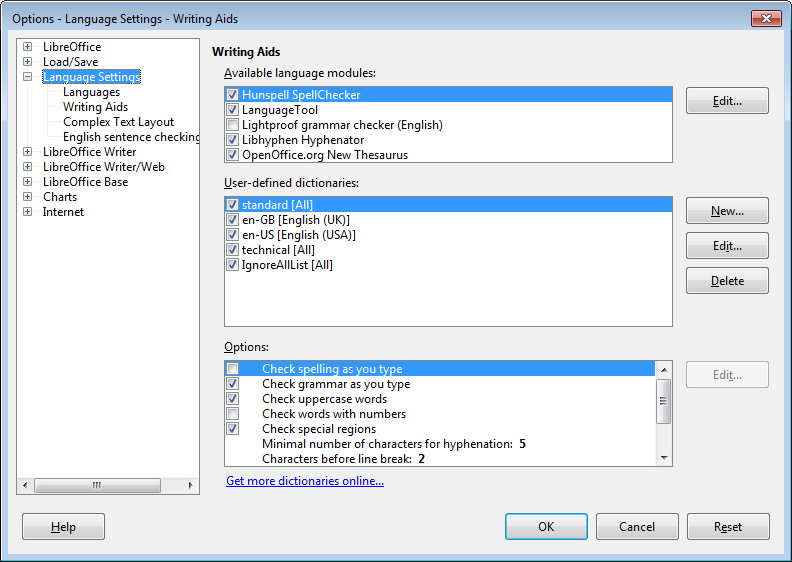 Options - Language Settings - Writing Aids
LibreOffice
Load/Save
Language Settings
Languages
Writing Aids
Complex Text Layout
English sentence checking
LibreOffice Writer
LibreOffice Writer/Web
LibreOffice Base
Charts
Internet
Writing Aids
Available language modules:
Hunspell SpellChecker
LanguageTool
Lightproof grammar checker (English)
Libhyphen Hyphenator
OpenOffice.org New Thesaurus
Edit...
User-defined dictionaries:
standard [All]
en-GB [English (UK)]
en-US [English (USA)]
technical [All]
IgnoreAllList [All]
New...
Edit...
Delete
Options:
Check spelling as you type
Check grammar as you type
Check uppercase words
Check words with numbers
Check special regions
Minimal number of characters for hyphenation: 5
Characters before line break: 2
Edit...
Get more dictionaries online...
Help
OK
Cancel
Reset